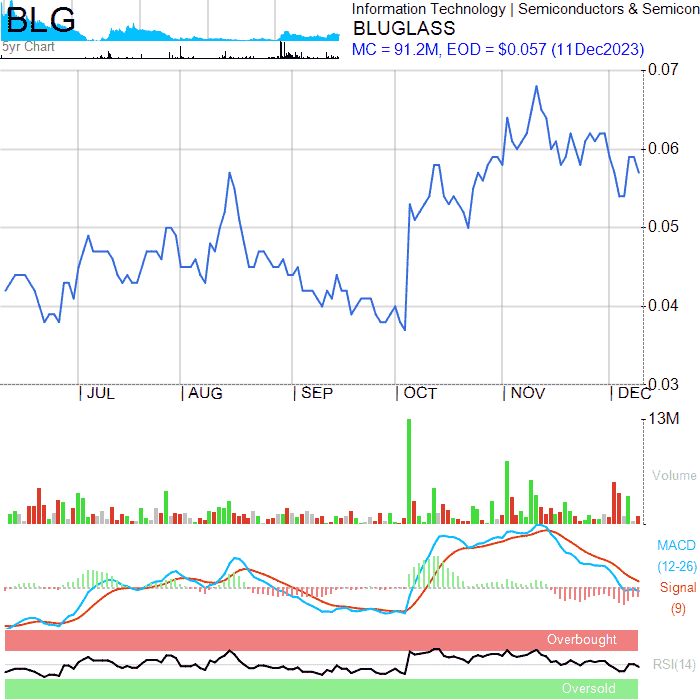 BLG
5yr Chart
Information Technology | Semiconductors & Semicon
BLUGLASS
MC = 91.2M, EOD = $0.057 (11Dec2023)
0.07
0.06
0.05
0.04
0.03
JUL AUG SEP OCT NOV DEC
13M
Volume
MACD
(12-26)
Signal
(9)
Overbought
RSI(14)
Oversold